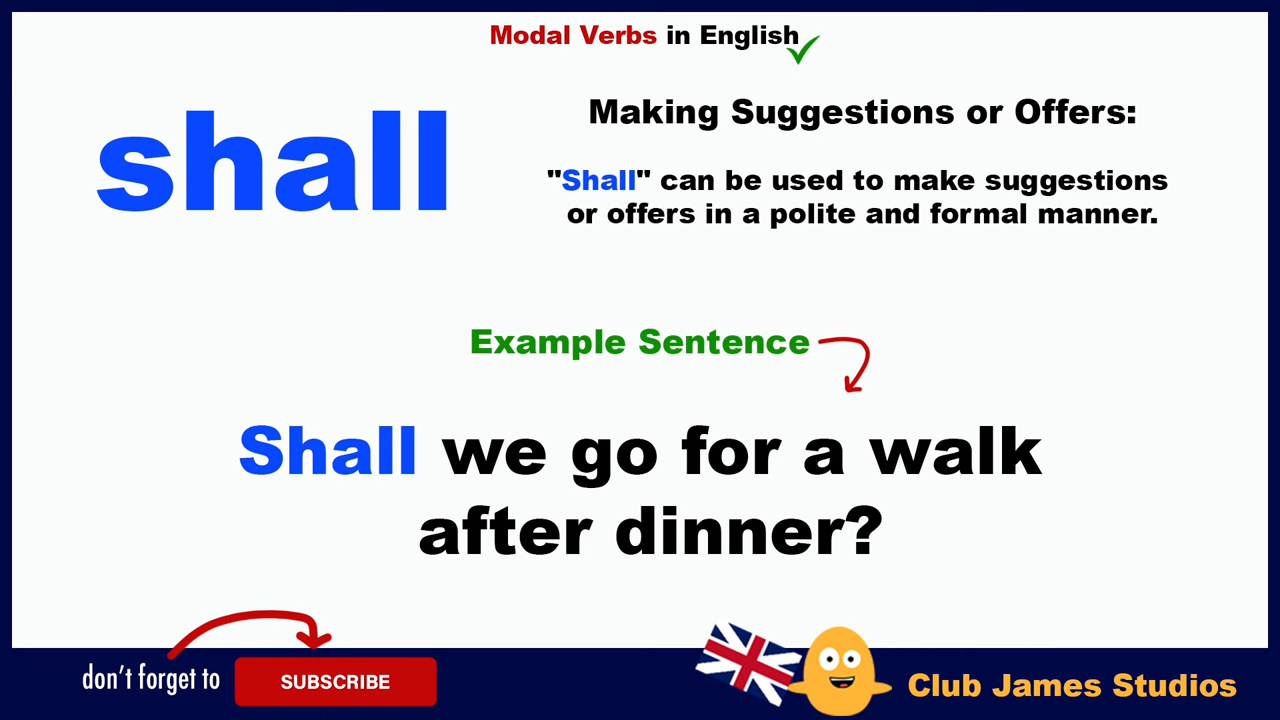 Modal Verbs in English
shall
Making Suggestions or Offers:
"Shall" can be used to make suggestions
or offers in a polite and formal manner.
Example Sentence
Shall we go for a walk
after dinner?
don't forget to
SUBSCRIBE
Club James Studios